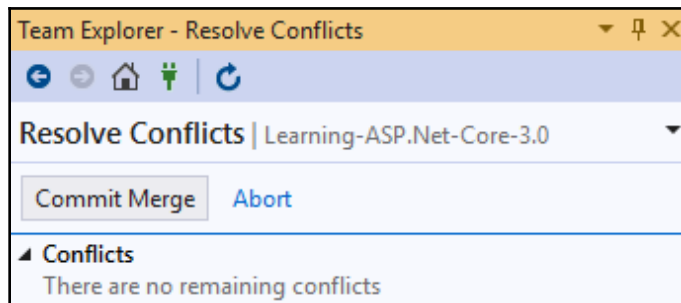 Team Explorer - Resolve Conflicts
Resolve Conflicts | Learning-ASP.Net-Core-3.0
Commit Merge Abort
Conflicts
There are no remaining conflicts